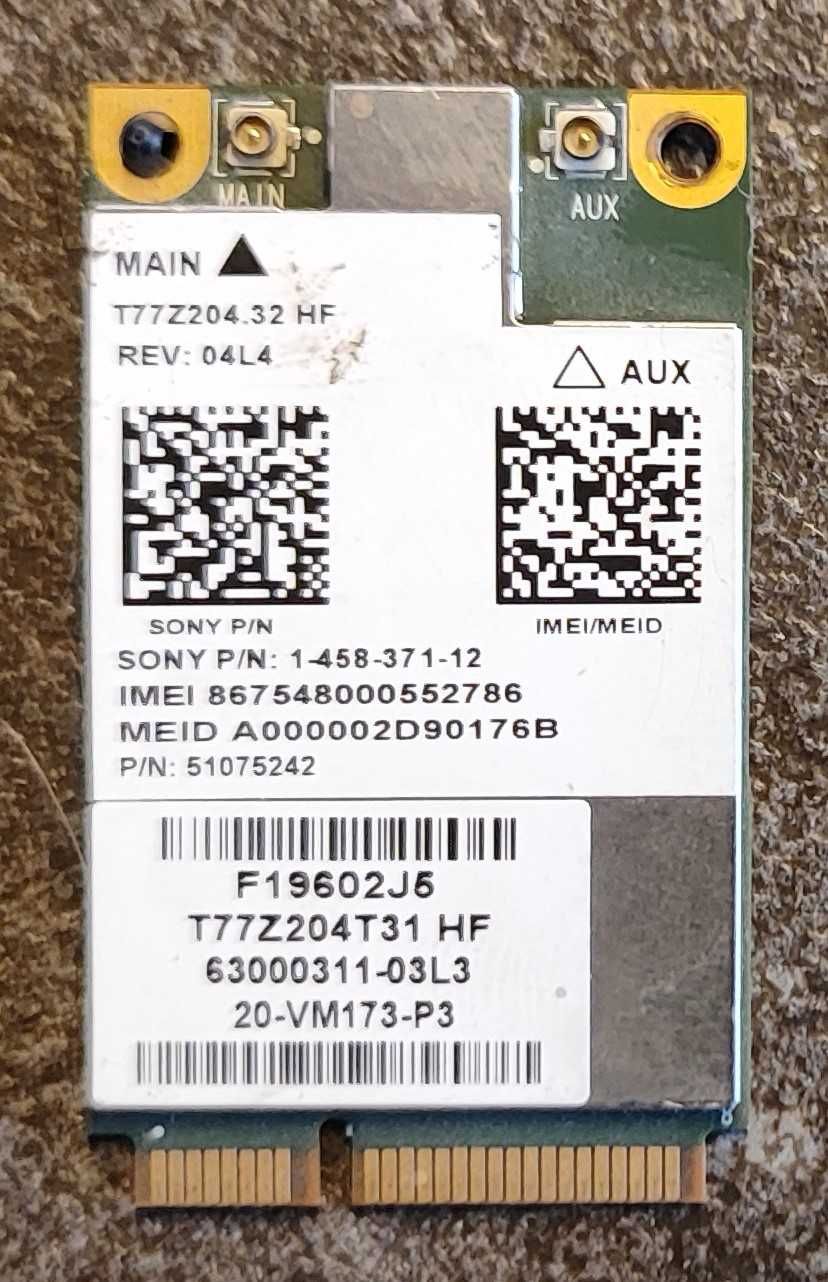 MAIN
AUX
MAIN
T77Z204.32 HF
REV: 04L4
AUX
SONY P/N
IMEI/MEID
SONY P/N: 1-458-371-12
IMEI 867548000552786
MEID A000002D90176B
P/N: 51075242
F19602J5
T77Z204T31 HF
63000311-03L3
20-VM173-P3